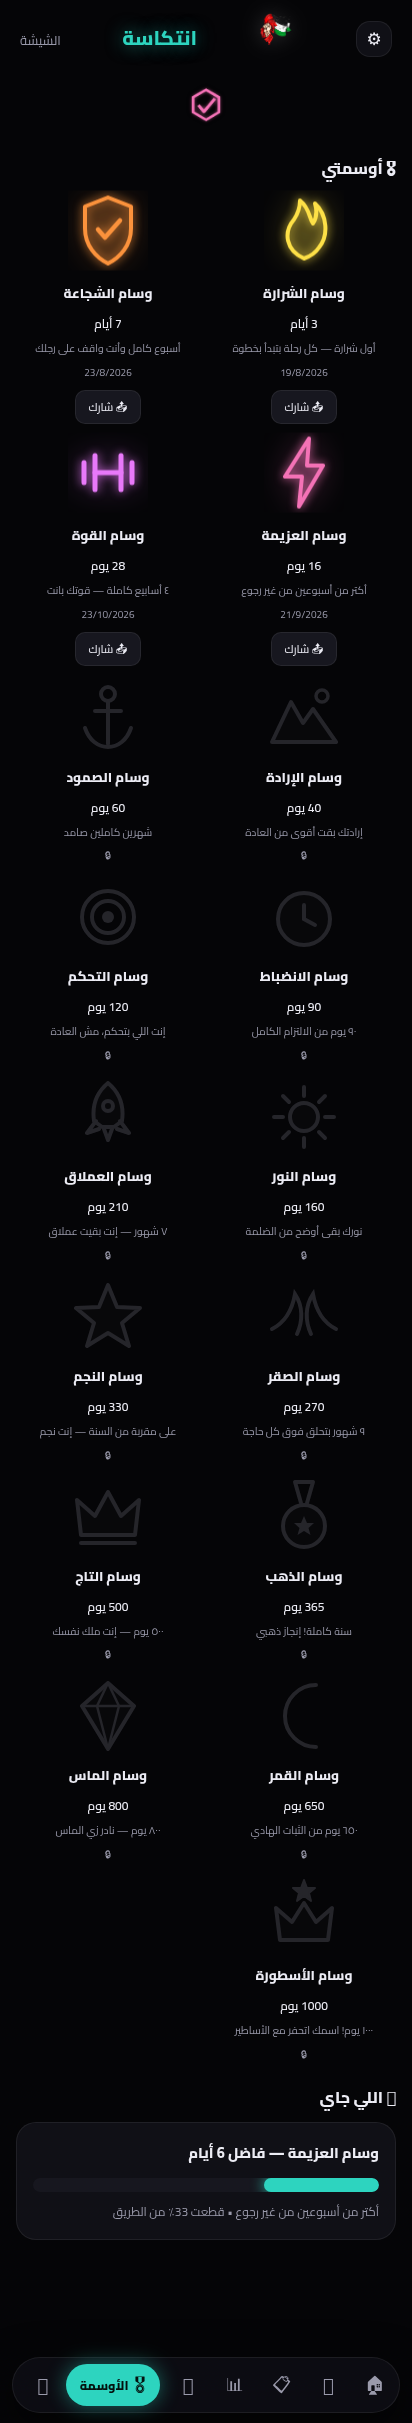 انتكاسة
الشيشة
أوسمتي
وسام الشرارة
3 أيام
أول شرارة — كل رحلة بتبدأ بخطوة
19/8/2026
شارك
وسام الشجاعة
7 أيام
أسبوع كامل وأنت واقف على رجلك
23/8/2026
شارك
وسام العزيمة
16 يوم
أكتر من أسبوعين من غير رجوع
21/9/2026
شارك
وسام القوة
28 يوم
٤ أسابيع كاملة — قوتك بانت
23/10/2026
شارك
وسام الإرادة
40 يوم
إرادتك بقت أقوى من العادة
وسام الصمود
60 يوم
شهرين كاملين صامد
وسام الانضباط
90 يوم
٩٠ يوم من الالتزام الكامل
وسام التحكم
120 يوم
إنت اللي بتحكم، مش العادة
وسام النور
160 يوم
نورك بقى أوضح من الضلمة
وسام العملاق
210 يوم
٧ شهور — إنت بقيت عملاق
وسام الصقر
270 يوم
٩ شهور بتحلق فوق كل حاجة
وسام النجم
330 يوم
على مقربة من السنة — إنت نجم
وسام الذهب
365 يوم
سنة كاملة! إنجاز ذهبي
وسام التاج
500 يوم
٥٠٠ يوم — إنت ملك نفسك
وسام القمر
650 يوم
٦٥٠ يوم من الثبات الهادي
وسام الماس
800 يوم
٨٠٠ يوم — نادر زي الماس
وسام الأسطورة
1000 يوم
١٠٠٠ يوم! اسمك اتحفر مع الأساطير
اللي جاي
وسام العزيمة — فاضل 6 أيام
أكتر من أسبوعين من غير رجوع • قطعت 33٪ من الطريق
الأوسمة